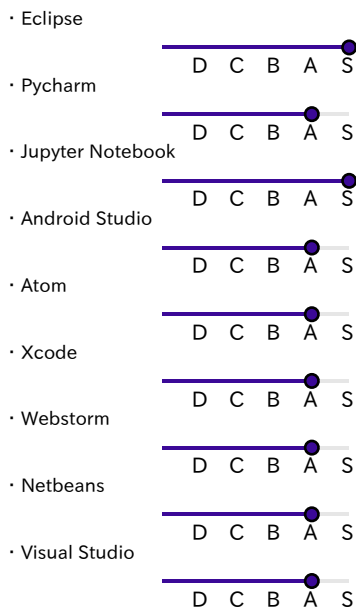 · Eclipse
D C B A S
· Pycharm
D C B A S
· Jupyter Notebook
D C B A S
· Android Studio
D C B A S
· Atom
D C B A S
· Xcode
D C B A S
· Webstorm
D C B A S
· Netbeans
D C B A S
· Visual Studio
D C B A S